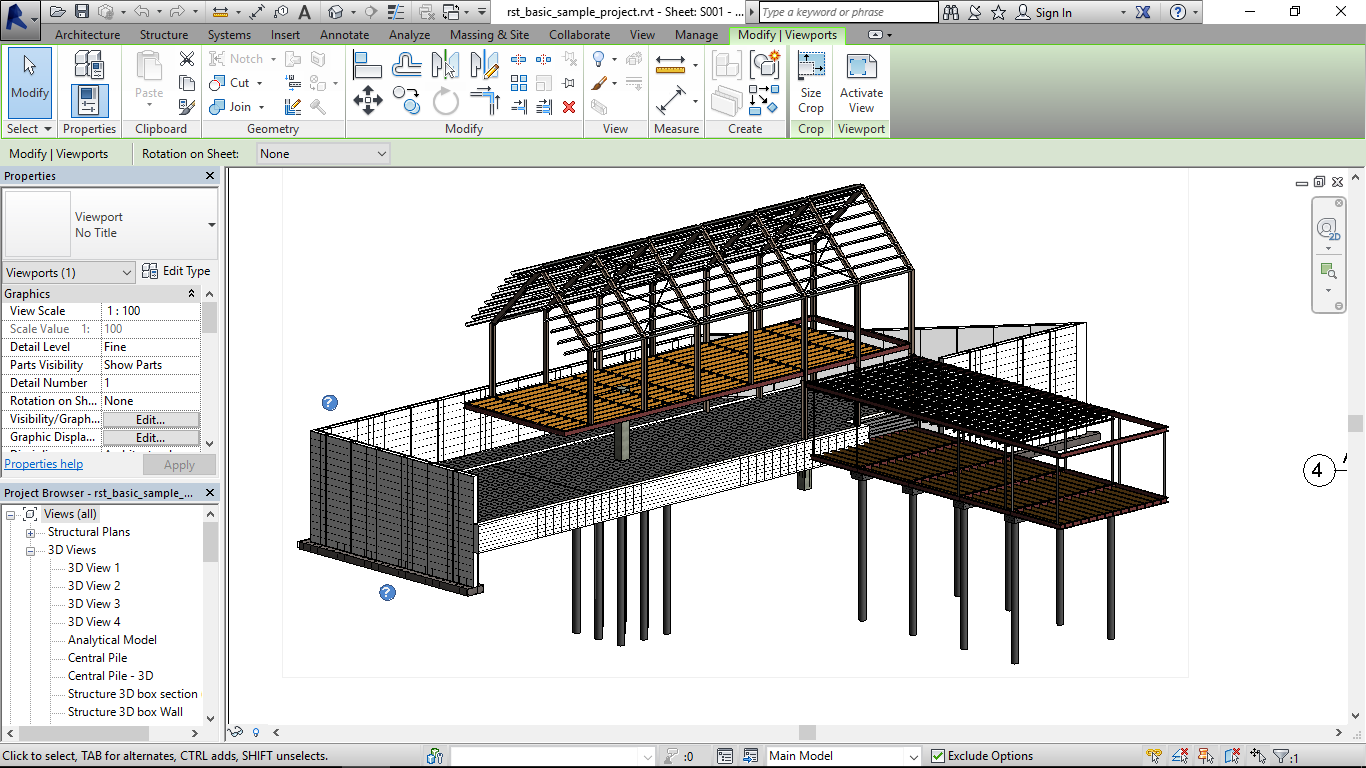 rst_basic_sample_project.rvt - Sheet: S001 - ...
Type a keyword or phrase
Sign In
Architecture Structure Systems Insert Annotate Analyze Massing & Site Collaborate View Manage Modify | Viewports
Modify
Notch
Cut
Join
Paste
Size Crop
Activate View
Select Properties Clipboard Geometry Modify View Measure Create Crop Viewport
Modify | Viewports Rotation on Sheet: None
Properties
Viewport
No Title
Viewports (1) Edit Type
Graphics
View Scale 1 : 100
Scale Value 1: 100
Detail Level Fine
Parts Visibility Show Parts
Detail Number 1
Rotation on Sh... None
Visibility/Graph... Edit...
Graphic Displa... Edit...
Properties help Apply
Project Browser - rst_basic_sample_...
Views (all)
Structural Plans
3D Views
3D View 1
3D View 2
3D View 3
3D View 4
Analytical Model
Central Pile
Central Pile - 3D
Structure 3D box section
Structure 3D box Wall
4
2D
Click to select, TAB for alternates, CTRL adds, SHIFT unselects.
:0
Main Model
Exclude Options
:1